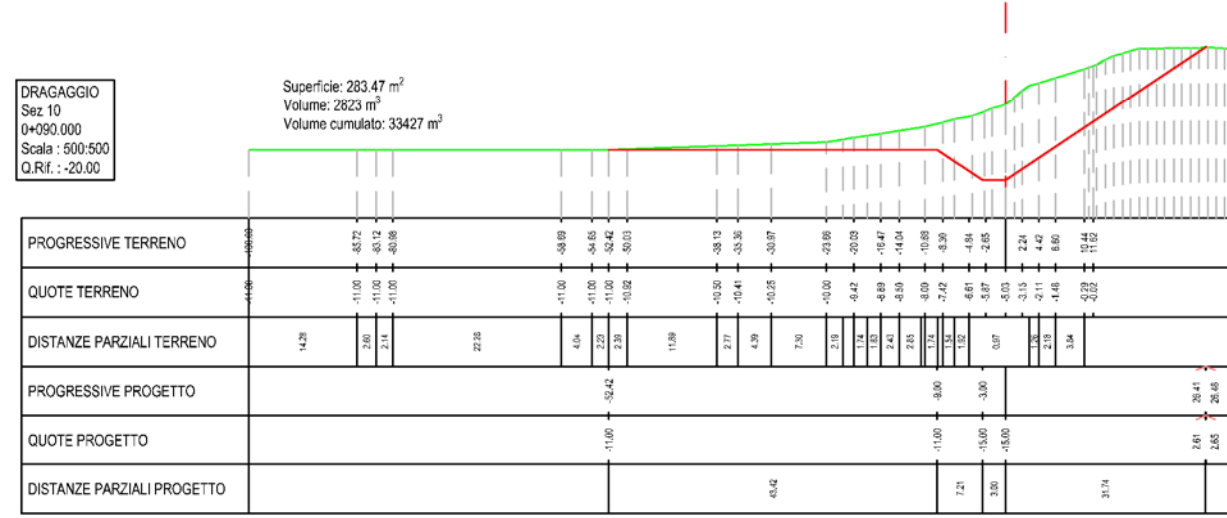 DRAGAGGIO
Sez 10
0+090.000
Scala : 500:500
Q.Rif. : -20.00
Superficie: 283.47 m²
Volume: 2823 m³
Volume cumulato: 33427 m³
PROGRESSIVE TERRENO -100.00 -85.72 -83.12 -80.98 -58.69 -54.65 -52.42 -50.03 -38.13 -35.36 -30.97 -23.66 -20.03 -16.47 -14.04 -10.68 -8.39 -4.84 -2.65 2.24 4.42 6.60 10.44 11.62
QUOTE TERRENO -11.00 -11.00 -11.00 -11.00 -11.00 -11.00 -11.00 -10.92 -10.50 -10.41 -10.25 -10.00 -9.42 -8.89 -8.50 -8.09 -7.42 -6.61 -5.87 -5.03 -3.15 -2.11 -1.48 -0.29 -0.02
DISTANZE PARZIALI TERRENO 14.28 2.60 2.14 22.28 4.04 2.23 2.39 11.89 2.77 4.39 7.30 2.19 1.74 1.83 2.43 2.85 1.74 1.54 1.92 0.97 1.26 2.18 3.84
PROGRESSIVE PROGETTO -52.42 -9.00 -3.00 26.41 26.48
QUOTE PROGETTO -11.00 -11.00 -15.00 -15.00 2.61 2.65
DISTANZE PARZIALI PROGETTO 43.42 7.21 3.00 31.74